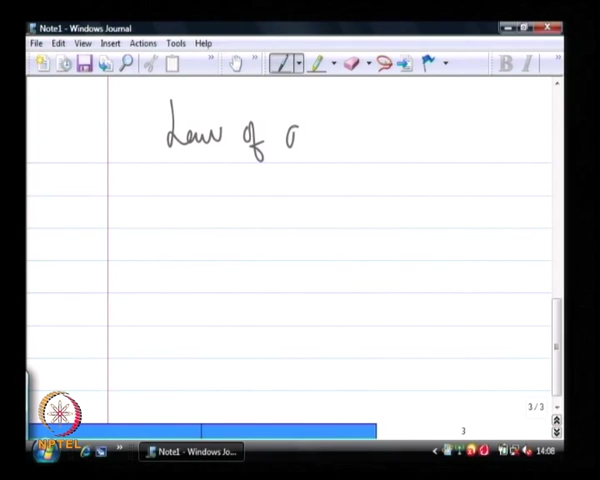 Note1 - Windows Journal
File Edit View Insert Actions Tools Help
B I
Law of o
3 / 3
3
NPTEL
Note1 - Windows Jo...
14:08